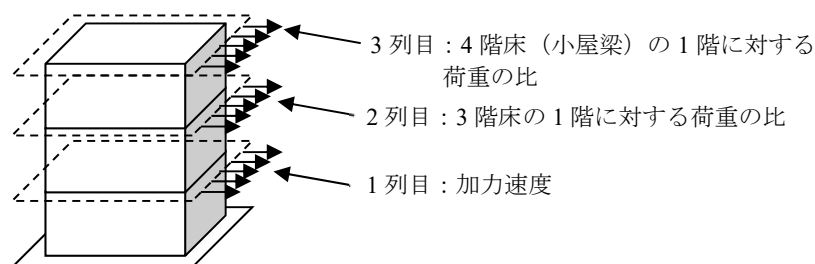 3 列目：4 階床（小屋梁）の 1 階に対する
荷重の比
2 列目：3 階床の 1 階に対する荷重の比
1 列目：加力速度